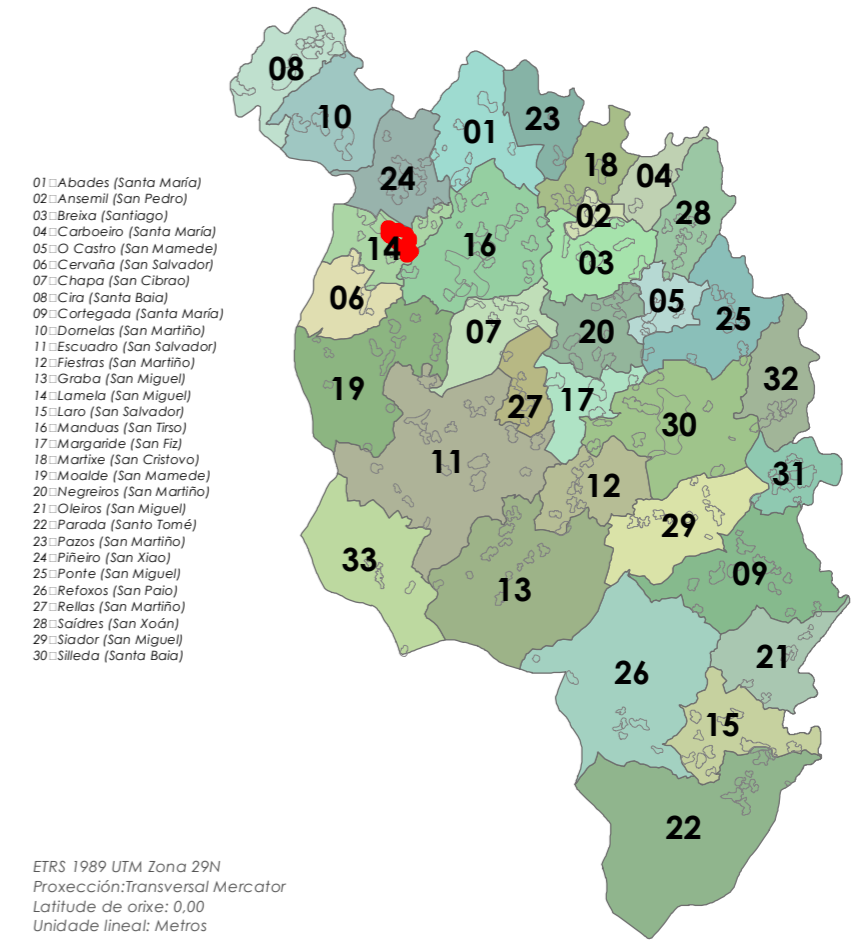 08
10
01
23
24
18
04
02
28
14
16
03
06
05
25
07
20
19
32
27
17
30
11
31
12
29
33
13
09
26
21
15
22
01□Abades (Santa María)
02□Ansemil (San Pedro)
03□Breixa (Santiago)
04□Carboeiro (Santa María)
05□O Castro (San Mamede)
06□Cervaña (San Salvador)
07□Chapa (San Cibrao)
08□Cira (Santa Baia)
09□Cortegada (Santa María)
10□Dornelas (San Martiño)
11□Escuadro (San Salvador)
12□Fiestras (San Martiño)
13□Graba (San Miguel)
14□Lamela (San Miguel)
15□Laro (San Salvador)
16□Manduas (San Tirso)
17□Margaride (San Fiz)
18□Martixe (San Cristovo)
19□Moalde (San Mamede)
20□Negreiros (San Martiño)
21□Oleiros (San Miguel)
22□Parada (Santo Tomé)
23□Pazos (San Martiño)
24□Piñeiro (San Xiao)
25□Ponte (San Miguel)
26□Refoxos (San Paio)
27□Rellas (San Martiño)
28□Saídres (San Xoán)
29□Siador (San Miguel)
30□Silleda (Santa Baia)
ETRS 1989 UTM Zona 29N
Proxección:Transversal Mercator
Latitude de orixe: 0,00
Unidade lineal: Metros